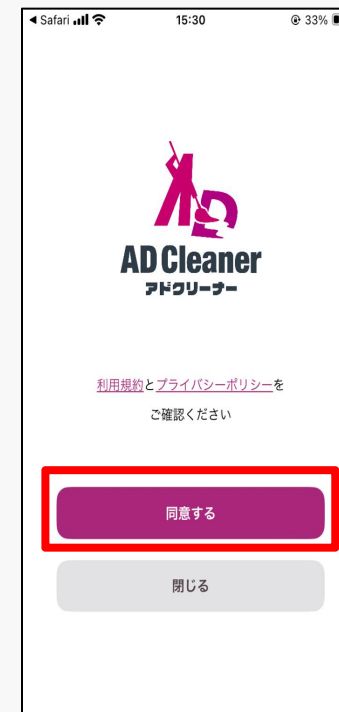 ◀ Safari 15:30 33%
AD
AD Cleaner
アドクリーナー
利用規約とプライバシーポリシーを
ご確認ください
同意する
閉じる